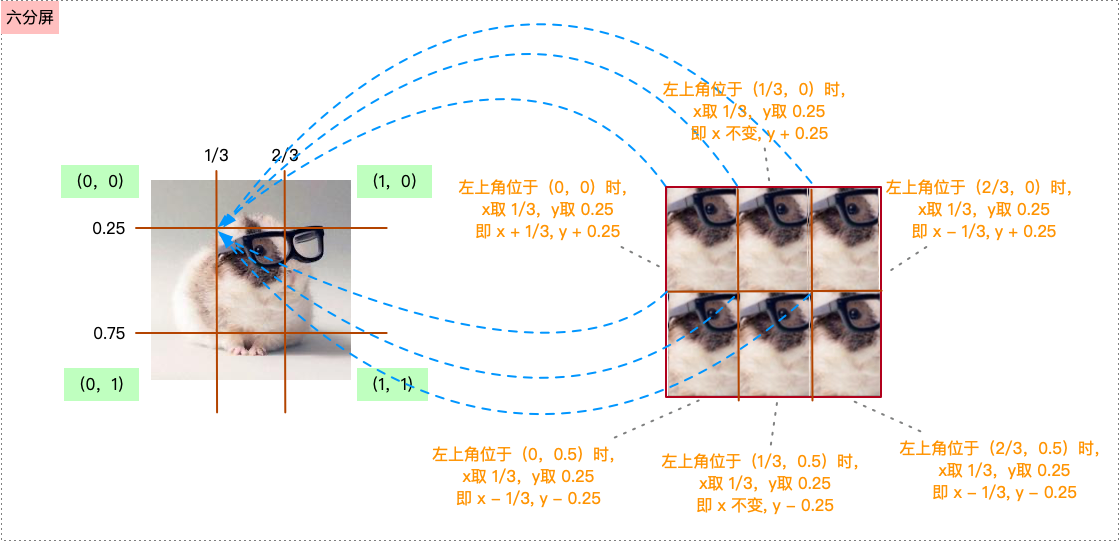 六分屏
左上角位于（1/3，0）时，
x取 1/3，y取 0.25
即 x 不变, y + 0.25
1/3
2/3
（0，0）
（1，0）
左上角位于（0，0）时，
x取 1/3，y取 0.25
即 x + 1/3, y + 0.25
左上角位于（2/3，0）时，
x取 1/3，y取 0.25
即 x − 1/3, y + 0.25
0.25
0.75
（0，1）
（1，1）
左上角位于（0，0.5）时，
x取 1/3，y取 0.25
即 x − 1/3, y − 0.25
左上角位于（1/3，0.5）时，
x取 1/3，y取 0.25
即 x 不变, y − 0.25
左上角位于（2/3，0.5）时，
x取 1/3，y取 0.25
即 x − 1/3, y − 0.25